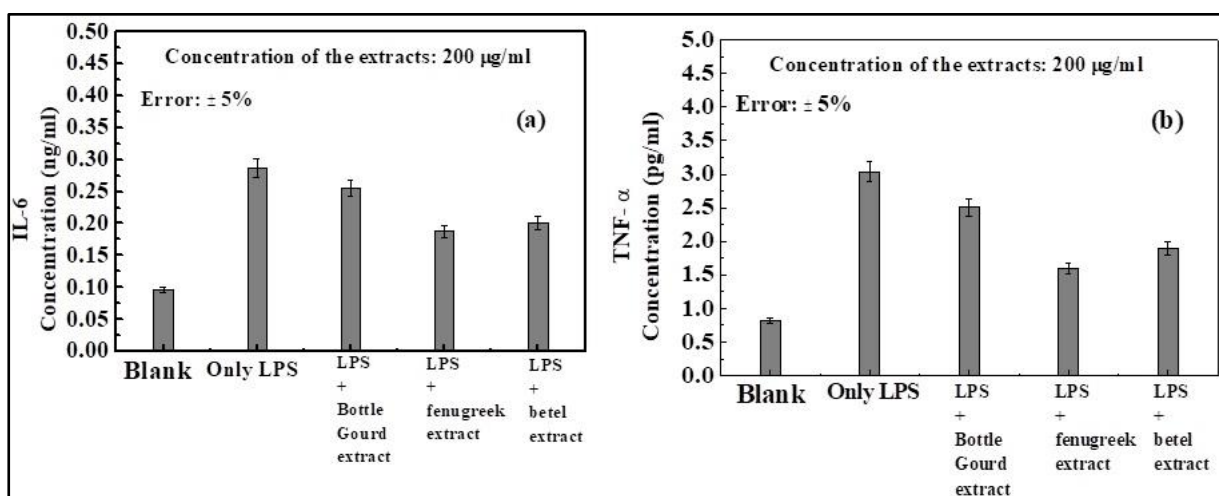 0.50
0.45
0.40
0.35
0.30
0.25
0.20
0.15
0.10
0.05
0.00
IL-6
Concemtration (ng/ml)
Concentration of the extracts: 200 µg/ml
Error: ± 5%
(a)
Blank
Only LPS
LPS
+
Bottle
Gourd
extract
LPS
+
fenugreek
extract
LPS
+
betel
extract
5.0
4.5
4.0
3.5
3.0
2.5
2.0
1.5
1.0
0.5
0.0
TNF- α
Concentration (pg/ml)
Concentration of the extracts: 200 µg/ml
Error: ± 5%
(b)
Blank
Only LPS
LPS
+
Bottle
Gourd
extract
LPS
+
fenugreek
extract
LPS
+
betel
extract